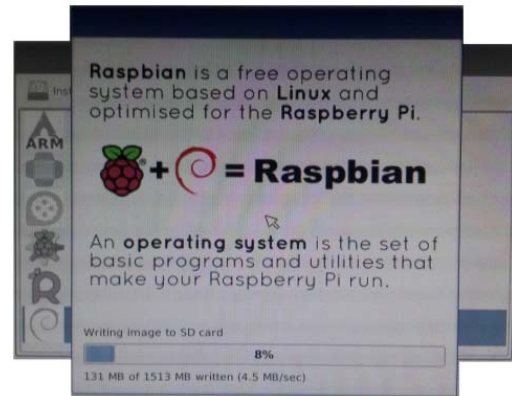 Inst
ARM
Raspbian is a free operating
system based on Linux and
optimised for the Raspberry Pi.
+ = Raspbian
An operating system is the set of
basic programs and utilities that
make your Raspberry Pi run.
Writing image to SD card
8%
131 MB of 1513 MB written (4.5 MB/sec)